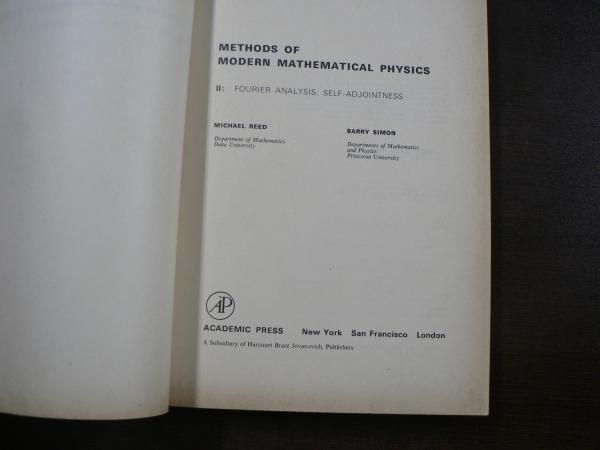 METHODS OF
MODERN MATHEMATICAL PHYSICS
II: FOURIER ANALYSIS, SELF-ADJOINTNESS
MICHAEL REED
Department of Mathematics
Duke University
BARRY SIMON
Departments of Mathematics
and Physics
Princeton University
AP
ACADEMIC PRESS New York San Francisco London
A Subsidiary of Harcourt Brace Jovanovich, Publishers